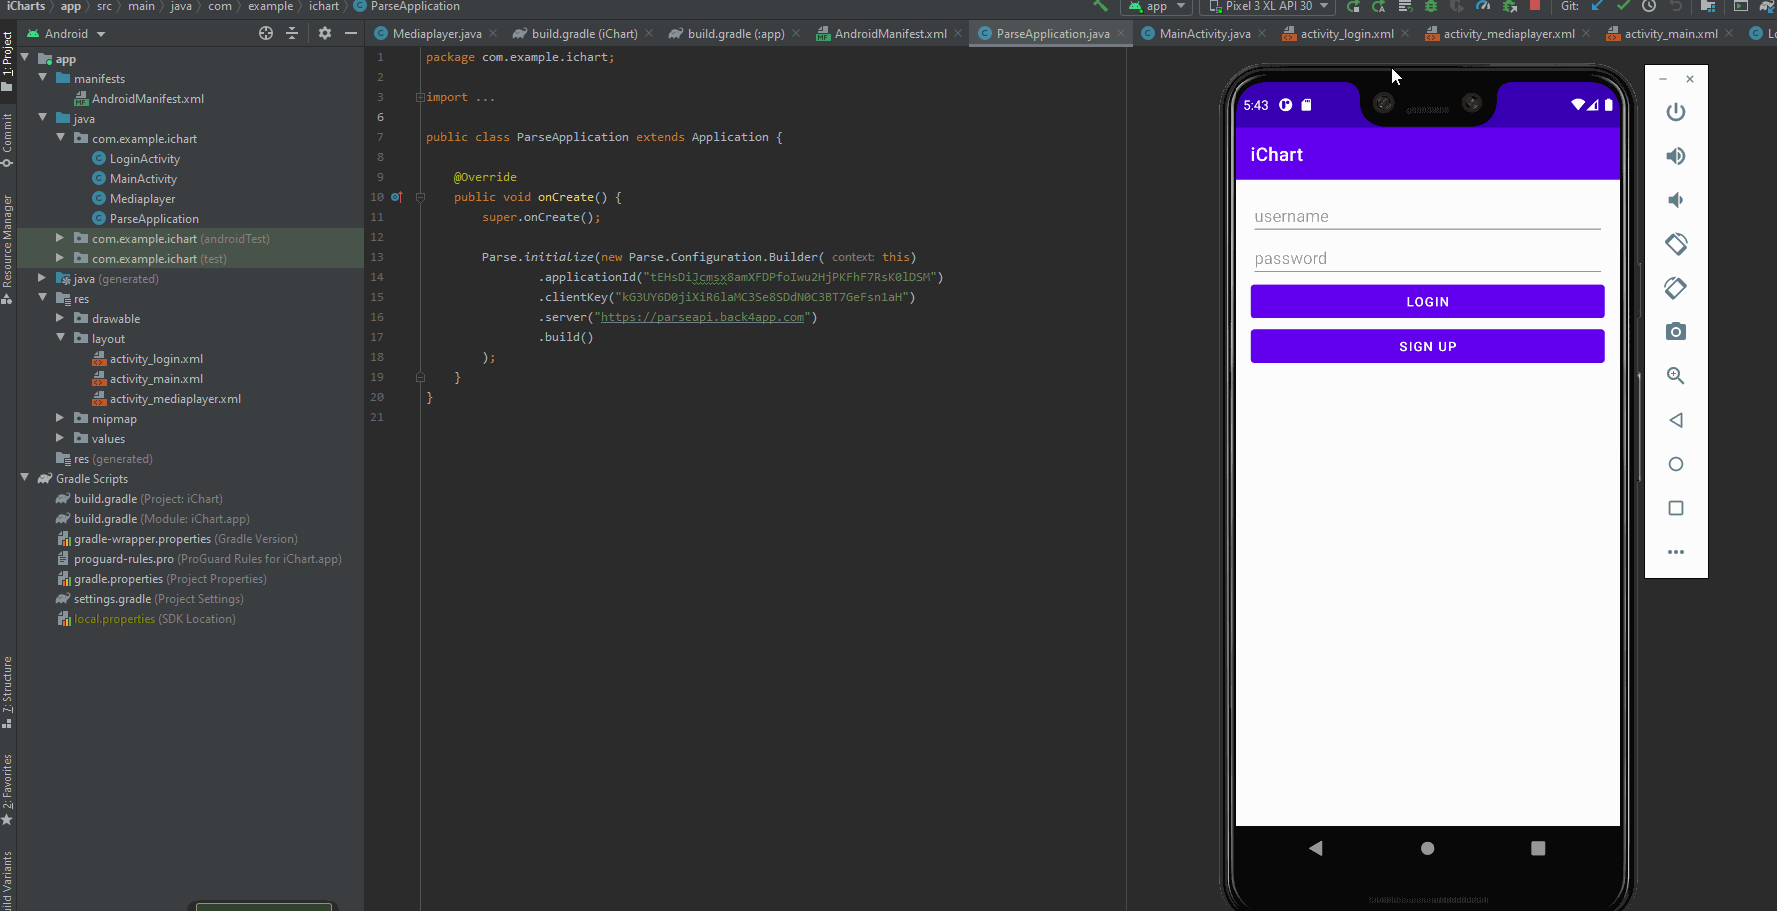 iCharts app src main java com example ichart ParseApplication
app Pixel 3 XL API 30 Git:
Android
Mediaplayer.java build.gradle (iChart) build.gradle (:app) AndroidManifest.xml ParseApplication.java MainActivity.java activity_login.xml activity_mediaplayer.xml activity_main.xml
1: Project
Commit
Resource Manager
7: Structure
2: Favorites
app
manifests
AndroidManifest.xml
java
com.example.ichart
LoginActivity
MainActivity
Mediaplayer
ParseApplication
com.example.ichart (androidTest)
com.example.ichart (test)
java (generated)
res
drawable
layout
activity_login.xml
activity_main.xml
activity_mediaplayer.xml
mipmap
values
res (generated)
Gradle Scripts
build.gradle (Project: iChart)
build.gradle (Module: iChart.app)
gradle-wrapper.properties (Gradle Version)
proguard-rules.pro (ProGuard Rules for iChart.app)
gradle.properties (Project Properties)
settings.gradle (Project Settings)
local.properties (SDK Location)
1 package com.example.ichart;
2
3 import ...
6
7 public class ParseApplication extends Application {
8
9 @Override
10 public void onCreate() {
11 super.onCreate();
12
13 Parse.initialize(new Parse.Configuration.Builder( context: this)
14 .applicationId("tEHsDiJcmsx8amXFDPfoIwu2HjPKFhF7RsK0lDSM")
15 .clientKey("kG3UY6D0jiXiR6laMC3Se8SDdN0C3BT7GeFsn1aH")
16 .server("https://parseapi.back4app.com")
17 .build()
18 );
19 }
20 }
21
5:43
iChart
username
password
LOGIN
SIGN UP